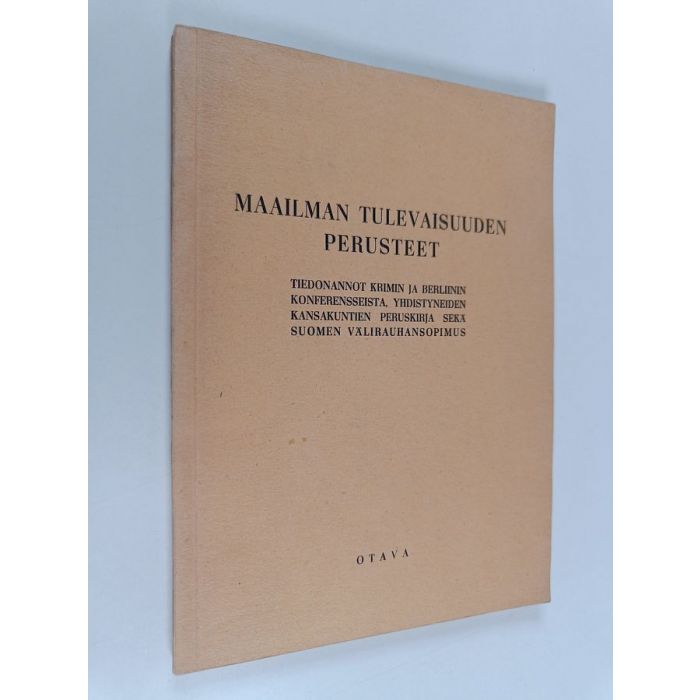 MAAILMAN TULEVAISUUDEN
PERUSTEET
TIEDONANNOT KRIMIN JA BERLIININ
KONFERENSSEISTA, YHDISTYNEIDEN
KANSAKUNTIEN PERUSKIRJA SEKÄ
SUOMEN VÄLIRAUHANSOPIMUS
OTAVA